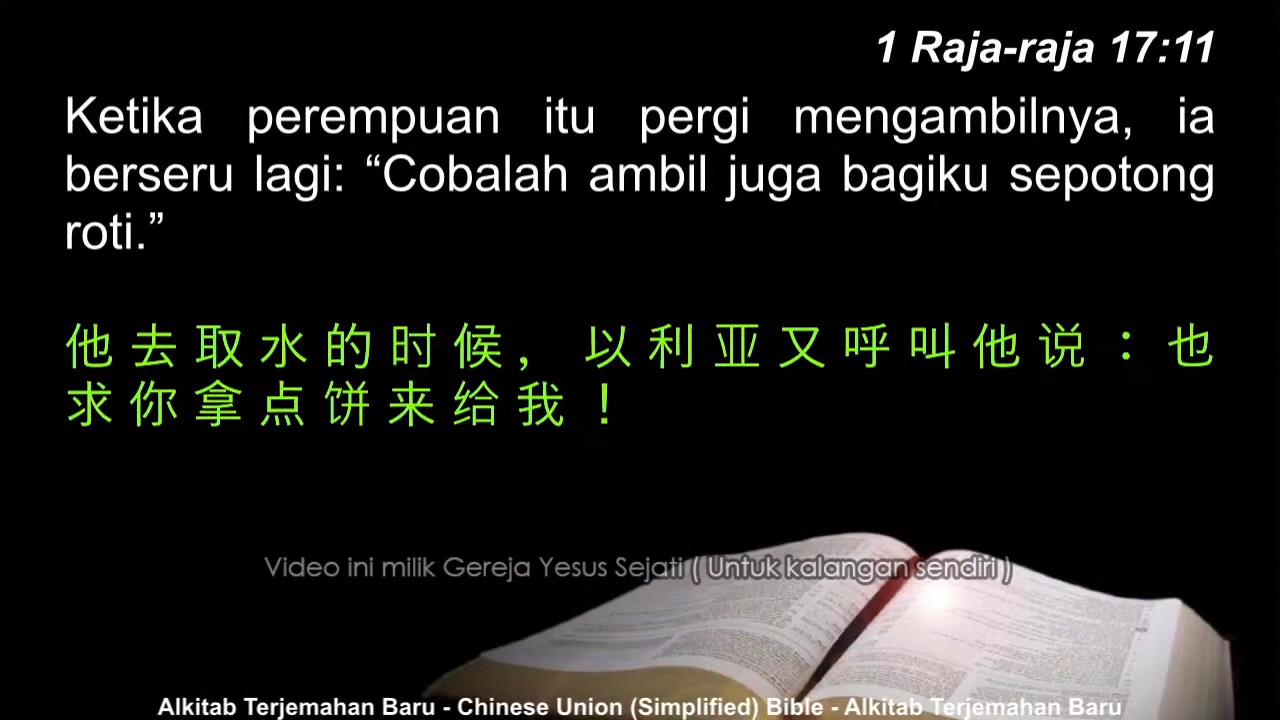 1 Raja-raja 17:11
Ketika perempuan itu pergi mengambilnya, ia
berseru lagi: “Cobalah ambil juga bagiku sepotong
roti.”
他去取水的时候，以利亚又呼叫他说：也
求你拿点饼来给我！
Video ini milik Gereja Yesus Sejati ( Untuk kalangan sendiri )
Alkitab Terjemahan Baru - Chinese Union (Simplified) Bible - Alkitab Terjemahan Baru